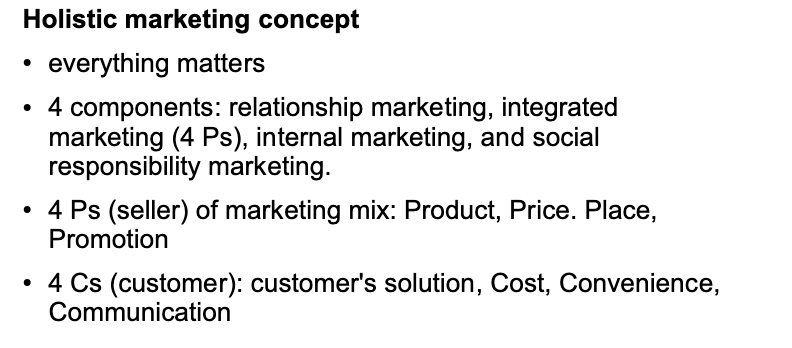 Holistic marketing concept
• everything matters
• 4 components: relationship marketing, integrated
marketing (4 Ps), internal marketing, and social
responsibility marketing.
• 4 Ps (seller) of marketing mix: Product, Price. Place,
Promotion
• 4 Cs (customer): customer's solution, Cost, Convenience,
Communication